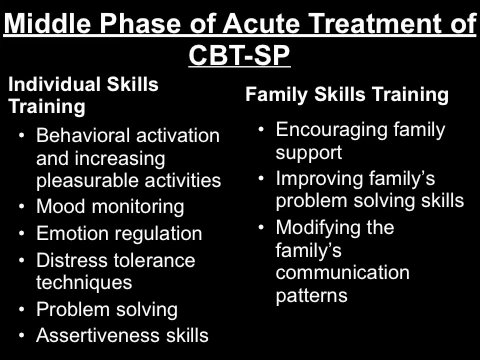 Middle Phase of Acute Treatment of
CBT-SP
Individual Skills
Training
• Behavioral activation
and increasing
pleasurable activities
• Mood monitoring
• Emotion regulation
• Distress tolerance
techniques
• Problem solving
• Assertiveness skills
Family Skills Training
• Encouraging family
support
• Improving family’s
problem solving skills
• Modifying the
family’s
communication
patterns